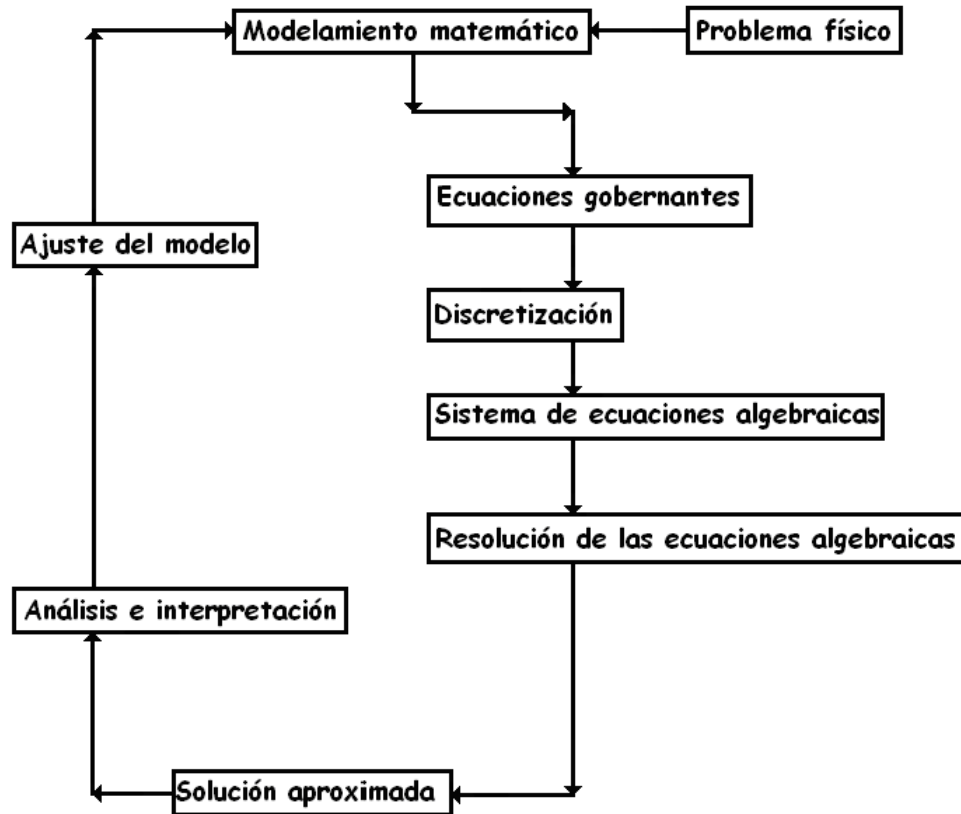 Modelamiento matemático
Problema físico
Ecuaciones gobernantes
Ajuste del modelo
Discretización
Sistema de ecuaciones algebraicas
Resolución de las ecuaciones algebraicas
Análisis e interpretación
Solución aproximada